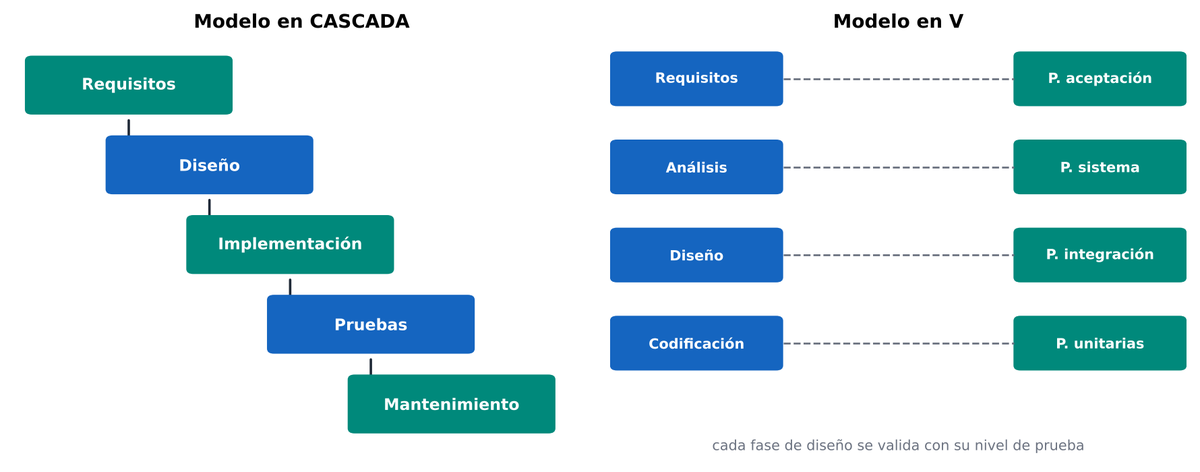 Modelo en CASCADA
Requisitos
Diseño
Implementación
Pruebas
Mantenimiento
Modelo en V
Requisitos
P. aceptación
Análisis
P. sistema
Diseño
P. integración
Codificación
P. unitarias
cada fase de diseño se valida con su nivel de prueba